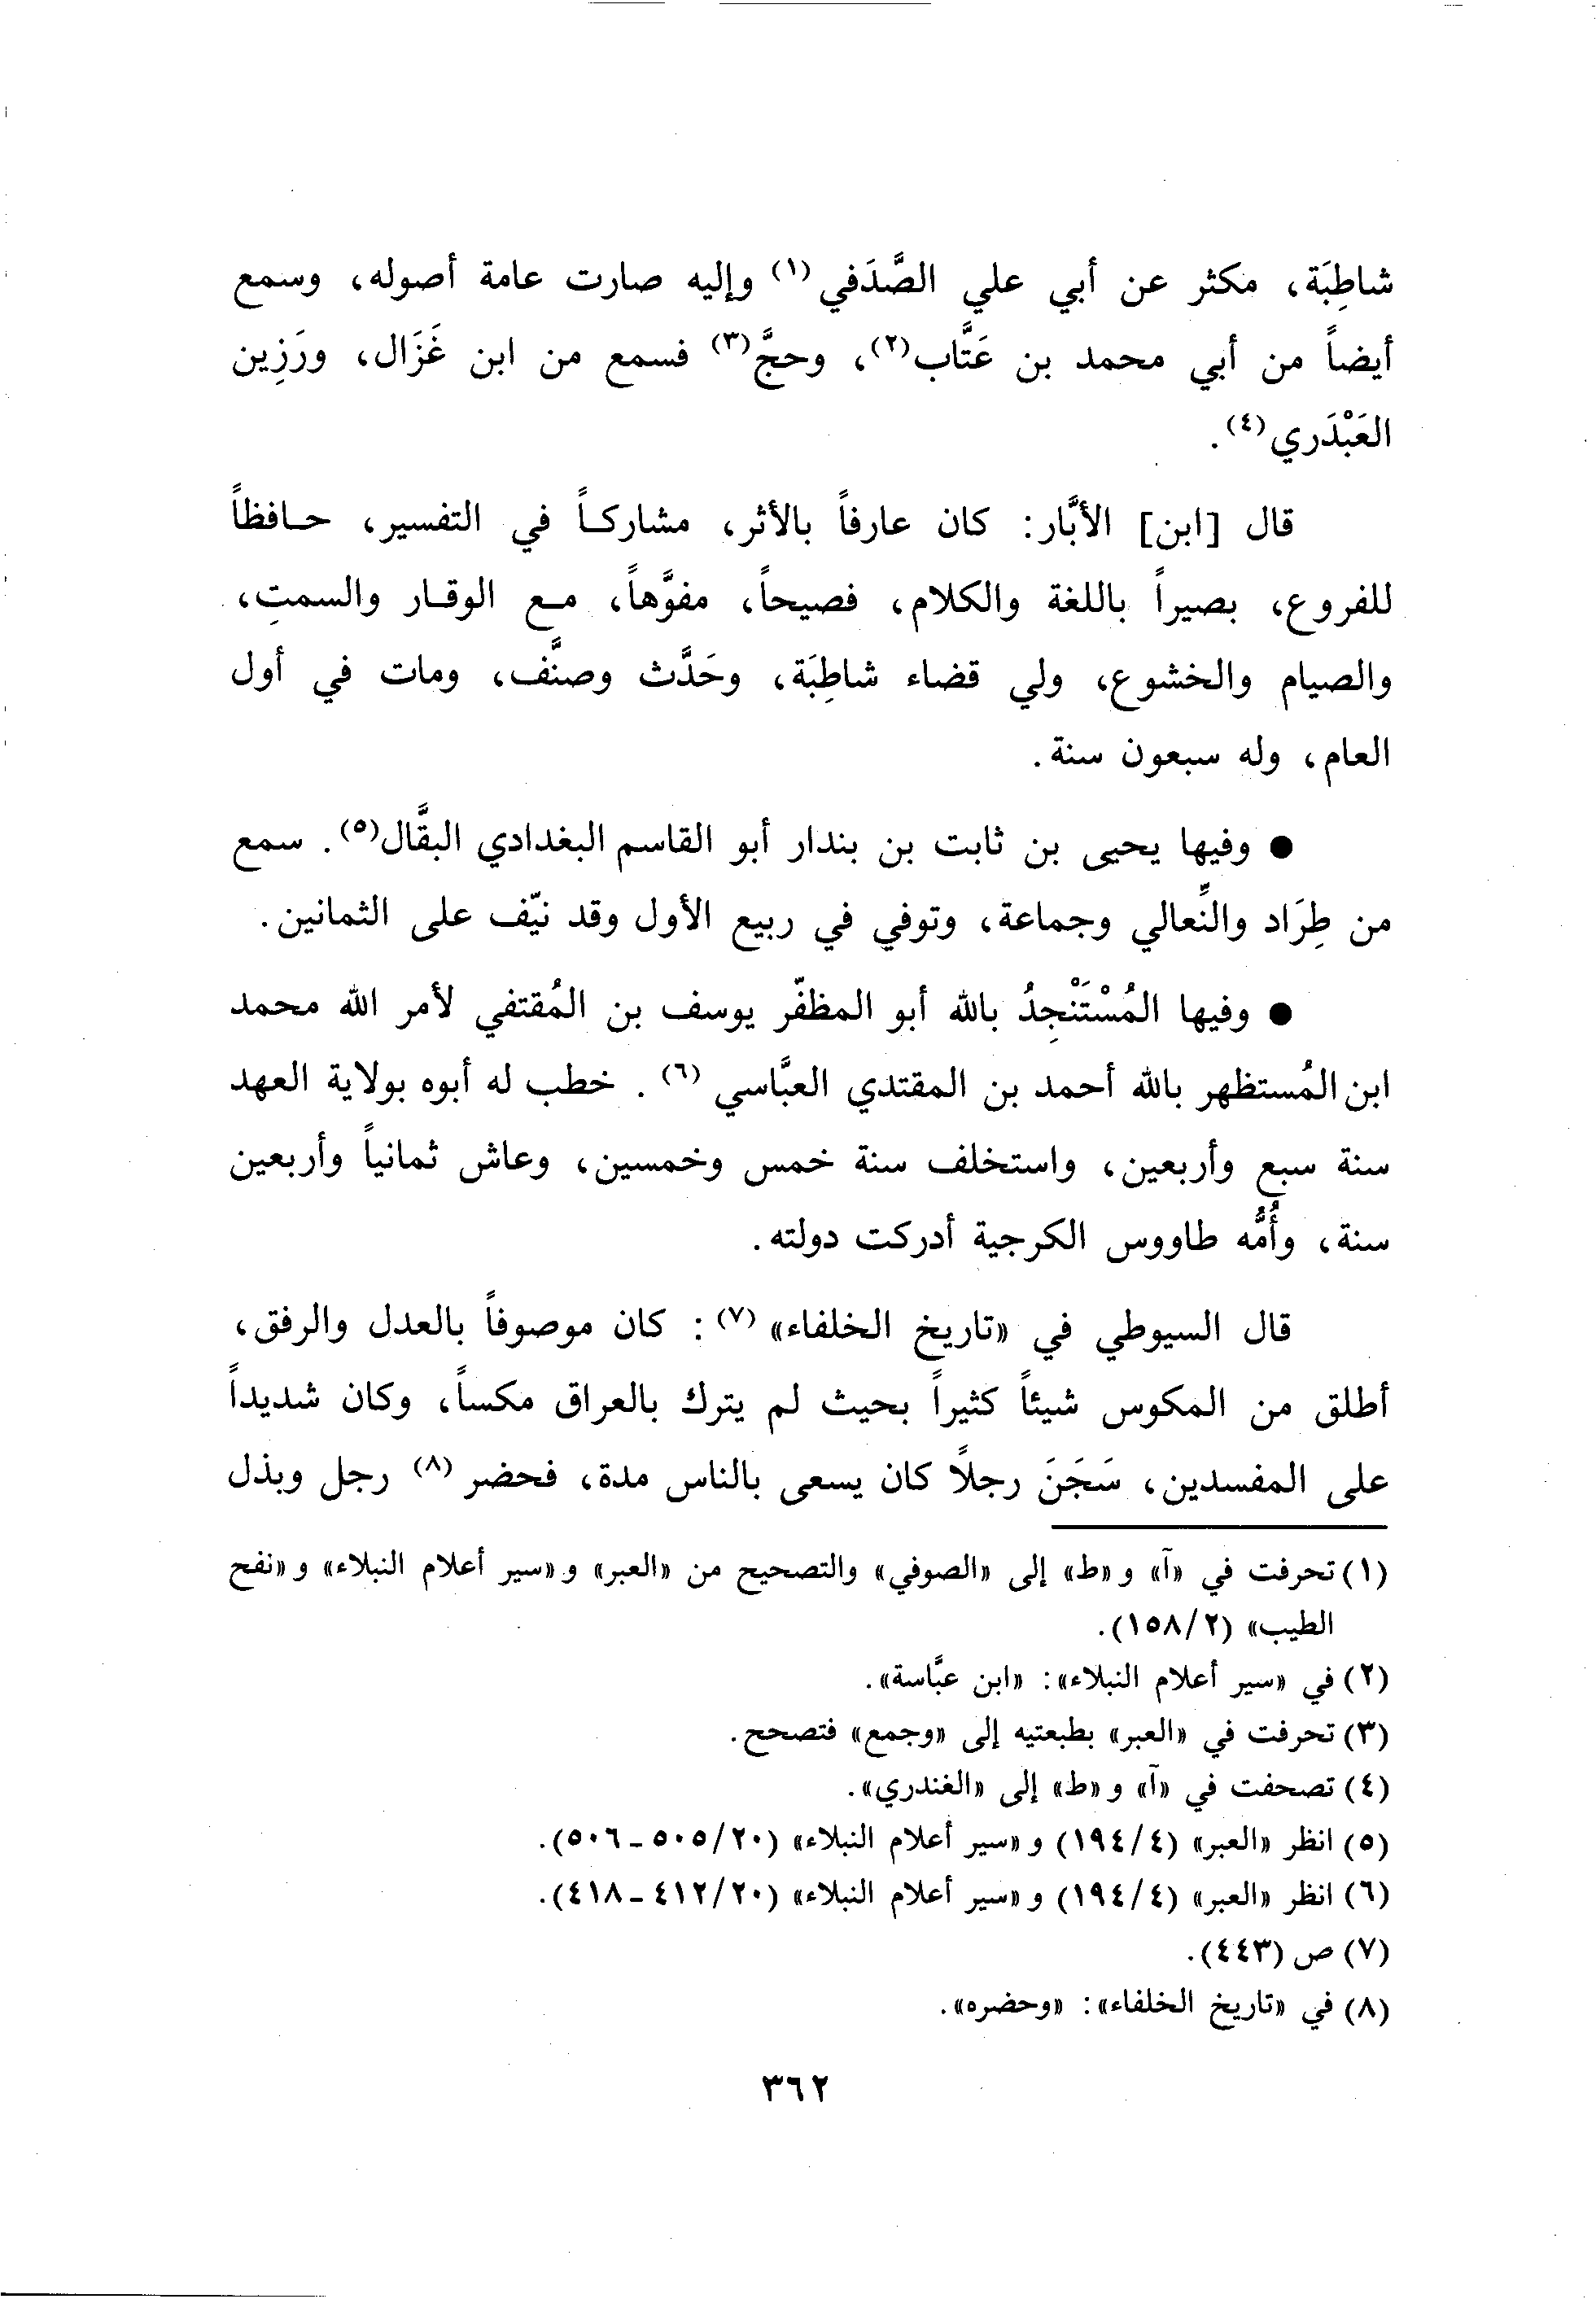 شاطِبَة، مكثر عن أبي علي الصَّدَفي (١) وإليه صارت عامة أصوله، وسمع
أيضاً من أبي محمد بن عَتَّاب(٢)، وحجَّ(٣) فسمع من ابن غَزَال، ورَزِين
العَبْدَري(٤).
قال [ابن] الأبَّار: كان عارفاً بالأثر، مشاركاً في التفسير، حافظاً
للفروع، بصيراً باللغة والكلام، فصيحاً، مفوَّهاً، مع الوقار والسمتِ،
والصيام والخشوع، ولي قضاء شاطِبَة، وحَدَّث وصنَّف، ومات في أول
العام، وله سبعون سنة.
● وفيها يحيى بن ثابت بن بندار أبو القاسم البغدادي البقَّال(٥). سمع
من طِرَاد والنِّعالي وجماعة، وتوفي في ربيع الأول وقد نيّف على الثمانين.
● وفيها المُسْتَنْجِدُ بالله أبو المظفّر يوسف بن المُقتفي لأمر الله محمد
ابن المُستظهر بالله أحمد بن المقتدي العبَّاسي (٦). خطب له أبوه بولاية العهد
سنة سبع وأربعين، واستخلف سنة خمس وخمسين، وعاش ثمانياً وأربعين
سنة، وأُمُّه طاووس الكرجية أدركت دولته.
قال السيوطي في «تاريخ الخلفاء» (٧): كان موصوفاً بالعدل والرفق،
أطلق من المكوس شيئاً كثيراً بحيث لم يترك بالعراق مكساً، وكان شديداً
على المفسدين، سَجَنَ رجلاً كان يسعى بالناس مدة، فحضر (٨) رجل وبذل
(١) تحرفت في «آ» و«ط» إلى «الصوفي» والتصحيح من «العبر» و«سير أعلام النبلاء» و«نفح
الطيب» (١٥٨/٢).
(٢) في «سير أعلام النبلاء»: «ابن عبَّاسة».
(٣) تحرفت في «العبر» بطبعتيه إلى «وجمع» فتصحح.
(٤) تصحفت في «آ» و«ط» إلى «الغندري».
(٥) انظر «العبر» (١٩٤/٤) و«سير أعلام النبلاء» (٥٠٥/٢٠ - ٥٠٦).
(٦) انظر «العبر» (١٩٤/٤) و«سير أعلام النبلاء» (٤١٢/٢٠ - ٤١٨).
(٧) ص (٤٤٣).
(٨) في «تاريخ الخلفاء»: «وحضره».
٣٦٢